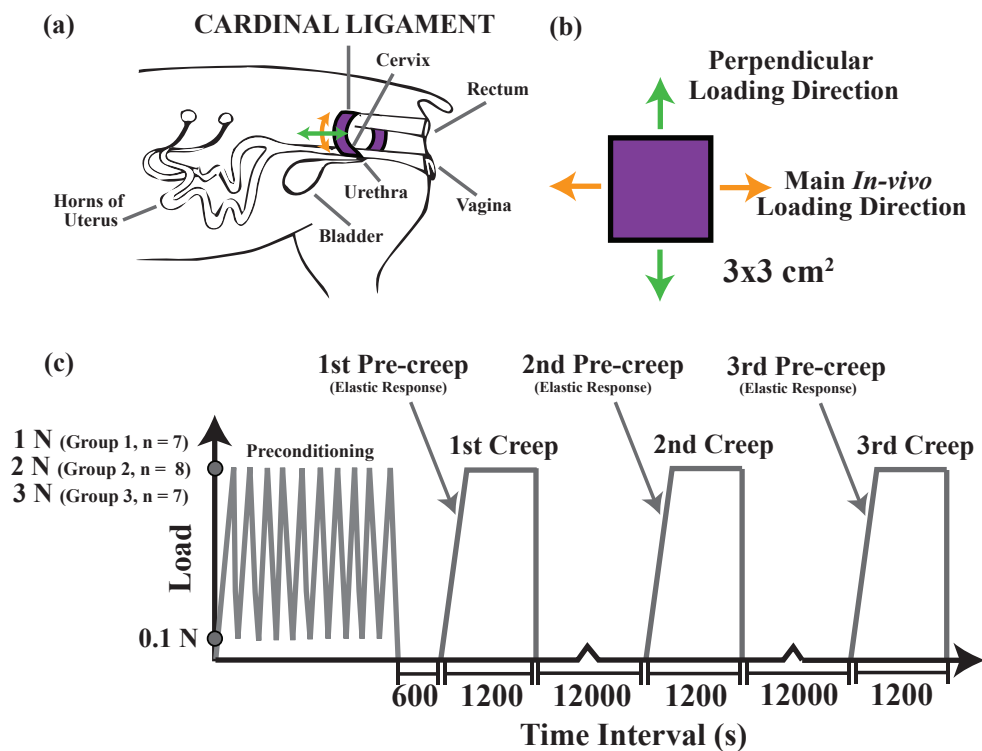 (a)
CARDINAL LIGAMENT
Cervix
Rectum
Horns of
Uterus
Urethra
Bladder
Vagina
(b)
Perpendicular
Loading Direction
Main In-vivo
Loading Direction
3x3 cm²
(c)
1st Pre-creep
(Elastic Response)
2nd Pre-creep
(Elastic Response)
3rd Pre-creep
(Elastic Response)
1 N (Group 1, n = 7)
2 N (Group 2, n = 8)
3 N (Group 3, n = 7)
Preconditioning
1st Creep
2nd Creep
3rd Creep
Load
0.1 N
600 1200 12000 1200 12000 1200
Time Interval (s)